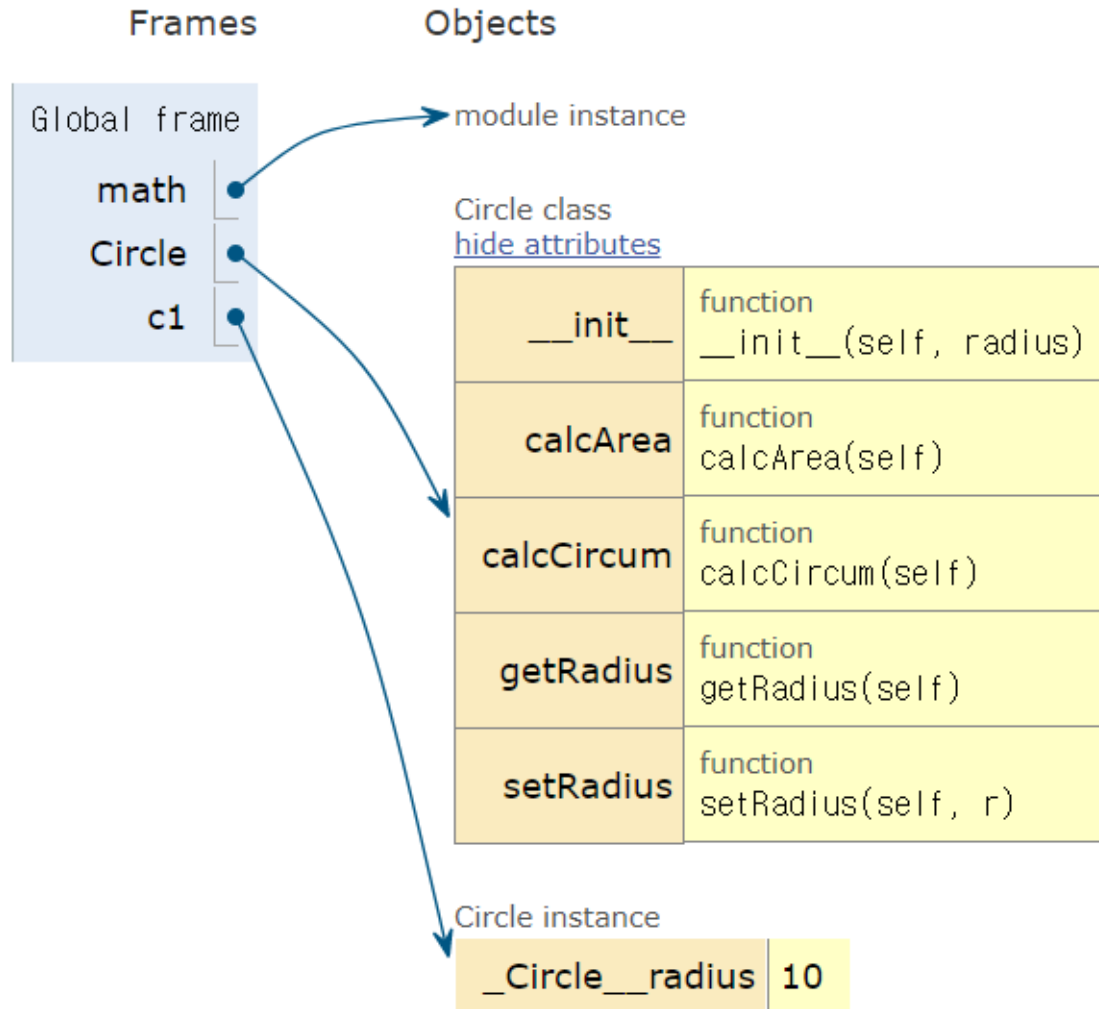 Frames Objects
Global frame
math
Circle
c1
module instance
Circle class
hide attributes
__init__ function
__init__(self, radius)
calcArea function
calcArea(self)
calcCircum function
calcCircum(self)
getRadius function
getRadius(self)
setRadius function
setRadius(self, r)
Circle instance
_Circle__radius 10